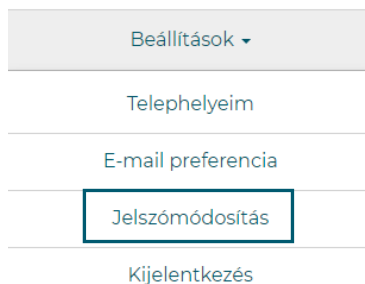 Beállítások
Telephelyeim
E-mail preferencia
Jelszómódosítás
Kijelentkezés